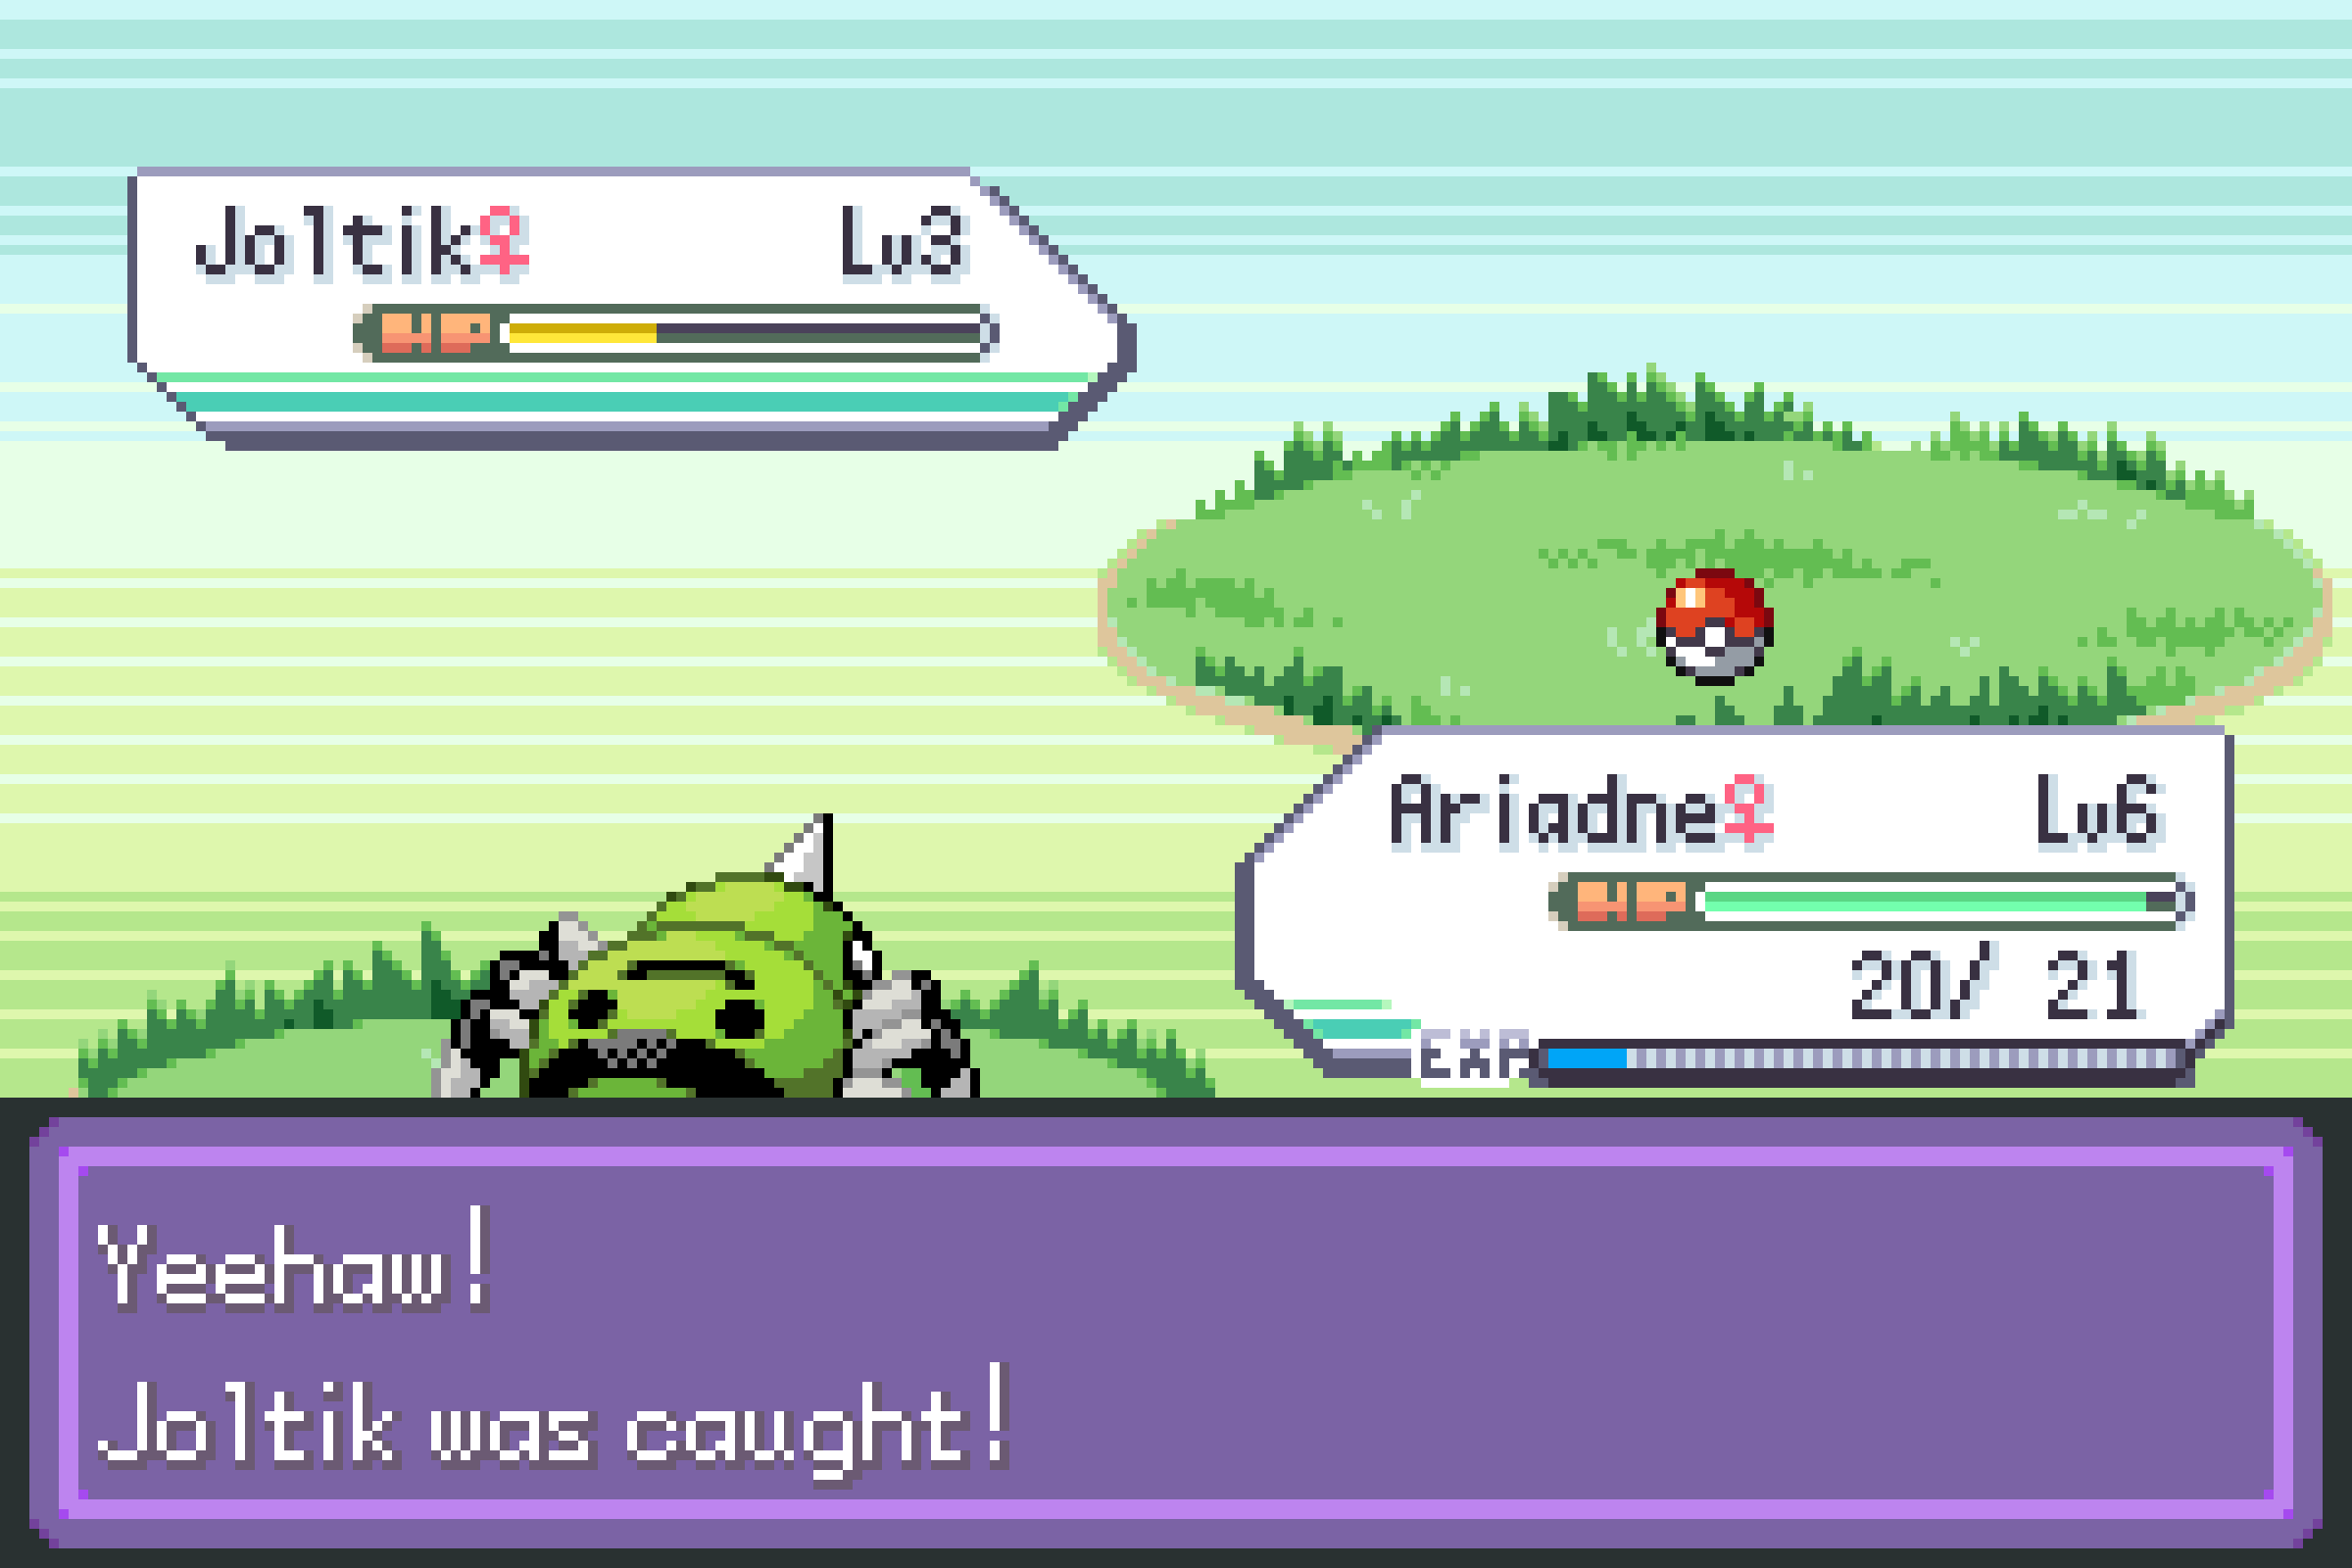 Joltik♀ Lv3
HP
Ariadne♀ Lv6
HP
20/ 21
EXP
Yeehaw!
Joltik was caught!